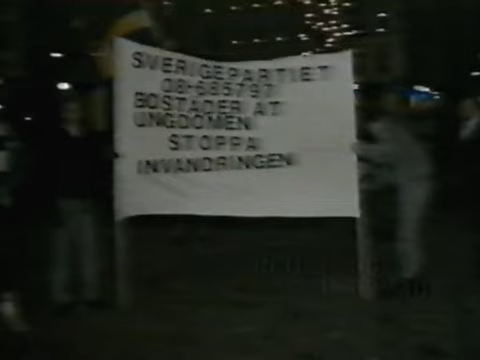 SVERIGEPARTIET
08-685797
BOSTÄDER ÅT
UNGDOMEN
STOPPA
INVANDRINGEN